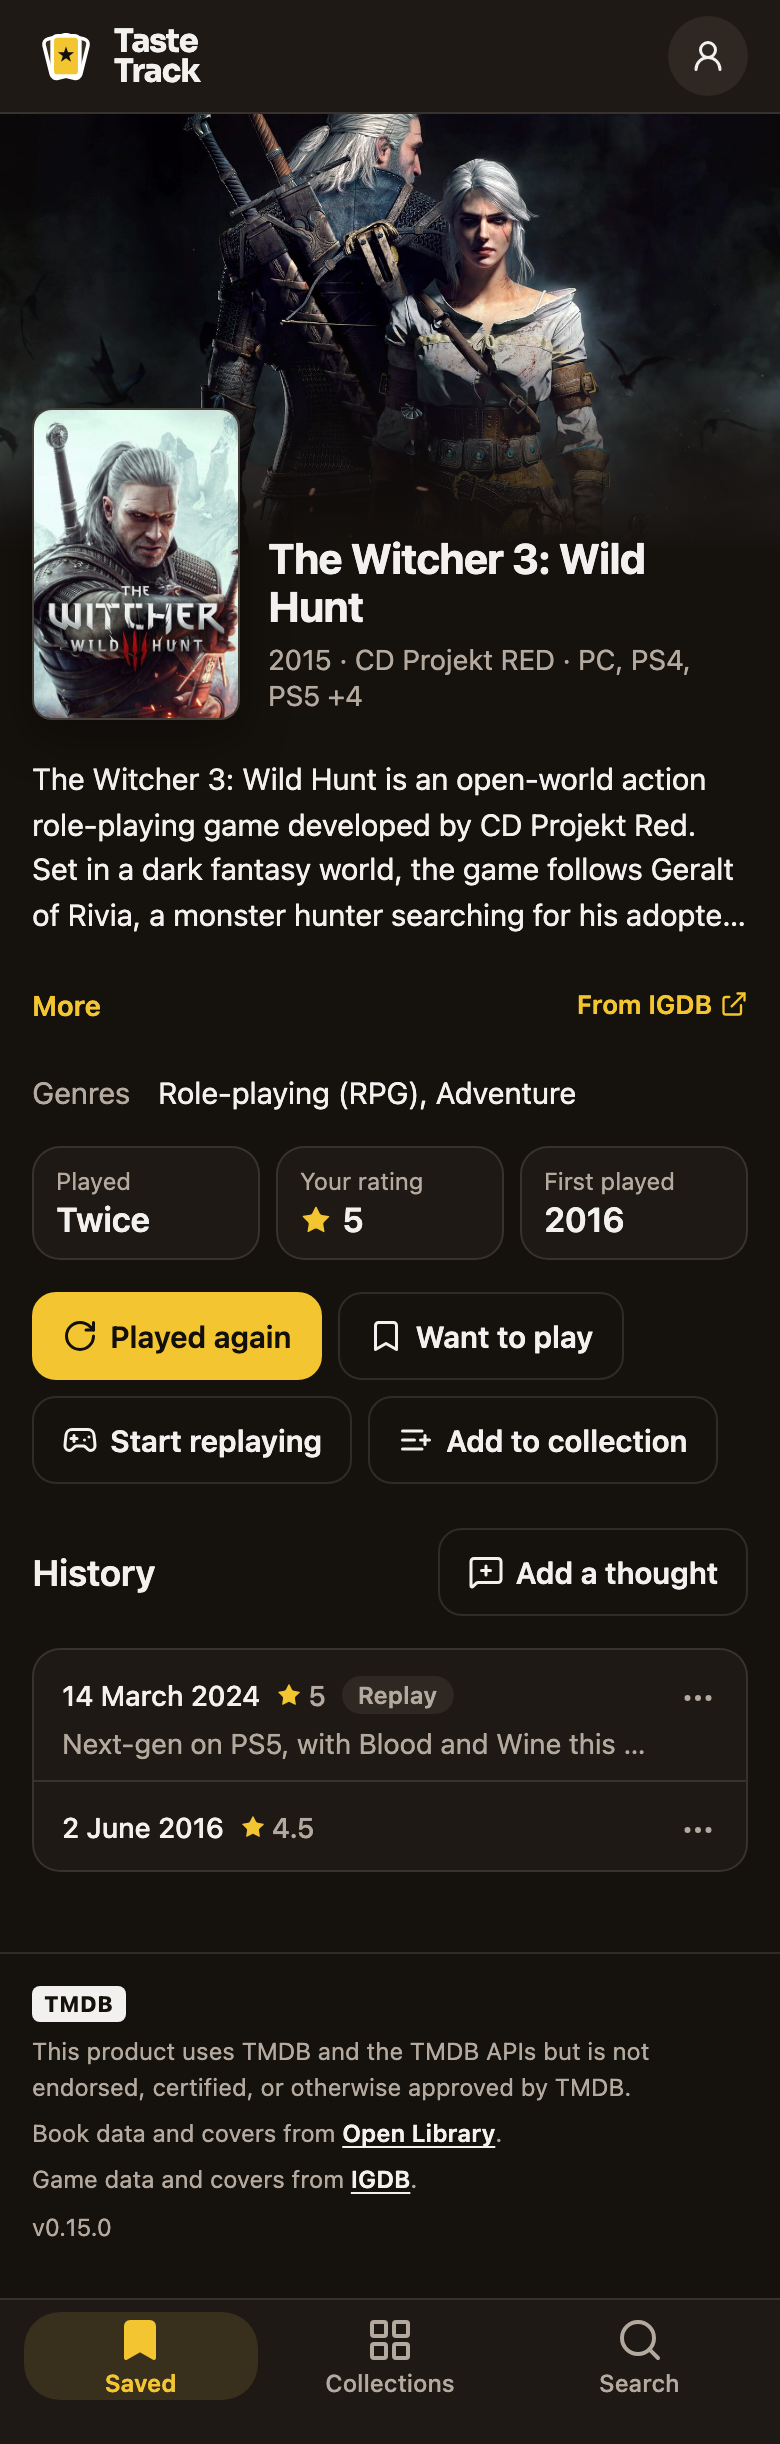 Taste
Track
THE
WITCHER
WILD HUNT
The Witcher 3: Wild
Hunt
2015 · CD Projekt RED · PC, PS4,
PS5 +4
The Witcher 3: Wild Hunt is an open-world action
role-playing game developed by CD Projekt Red.
Set in a dark fantasy world, the game follows Geralt
of Rivia, a monster hunter searching for his adopte...
More
From IGDB
Genres Role-playing (RPG), Adventure
Played
Twice
Your rating
5
First played
2016
Played again
Want to play
Start replaying
Add to collection
History
Add a thought
14 March 2024 ★ 5 Replay
Next-gen on PS5, with Blood and Wine this ...
2 June 2016 ★ 4.5
TMDB
This product uses TMDB and the TMDB APIs but is not
endorsed, certified, or otherwise approved by TMDB.
Book data and covers from Open Library.
Game data and covers from IGDB.
v0.15.0
Saved
Collections
Search